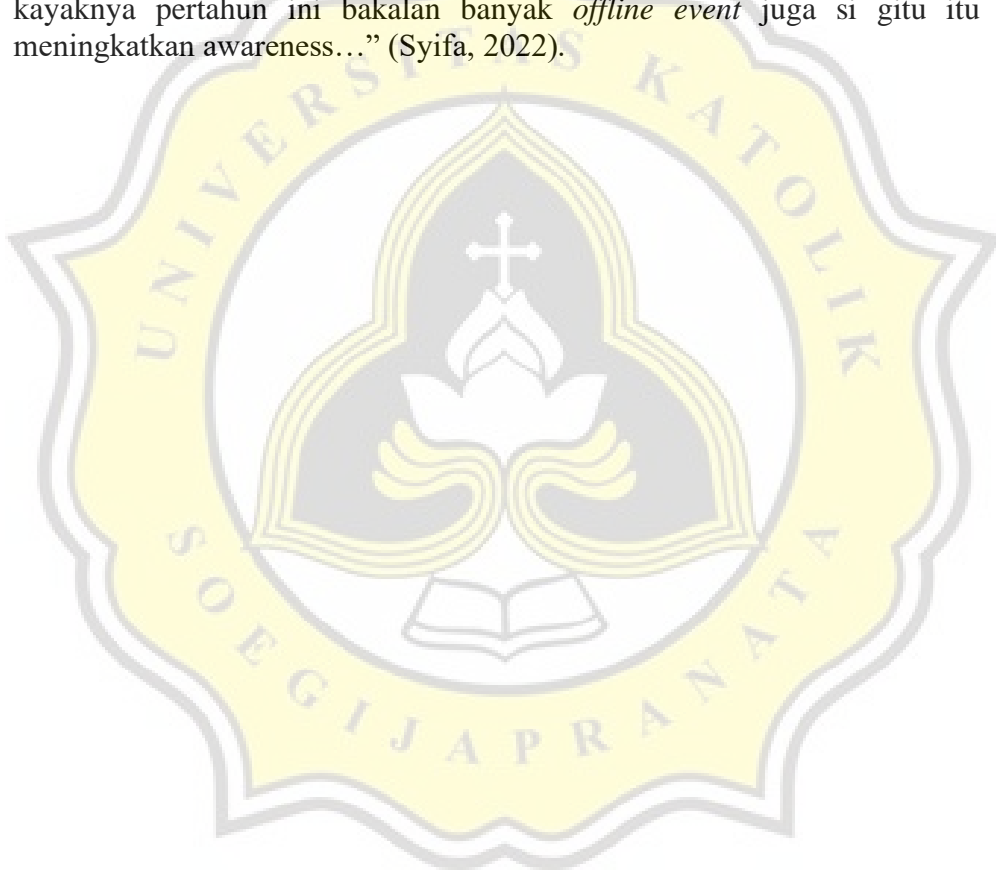 kayaknya pertahun ini bakalan banyak offline event juga si gitu itu
meningkatkan awareness…” (Syifa, 2022).
UNIVERSITAS KATOLIK
SOEGIJAPRANATA